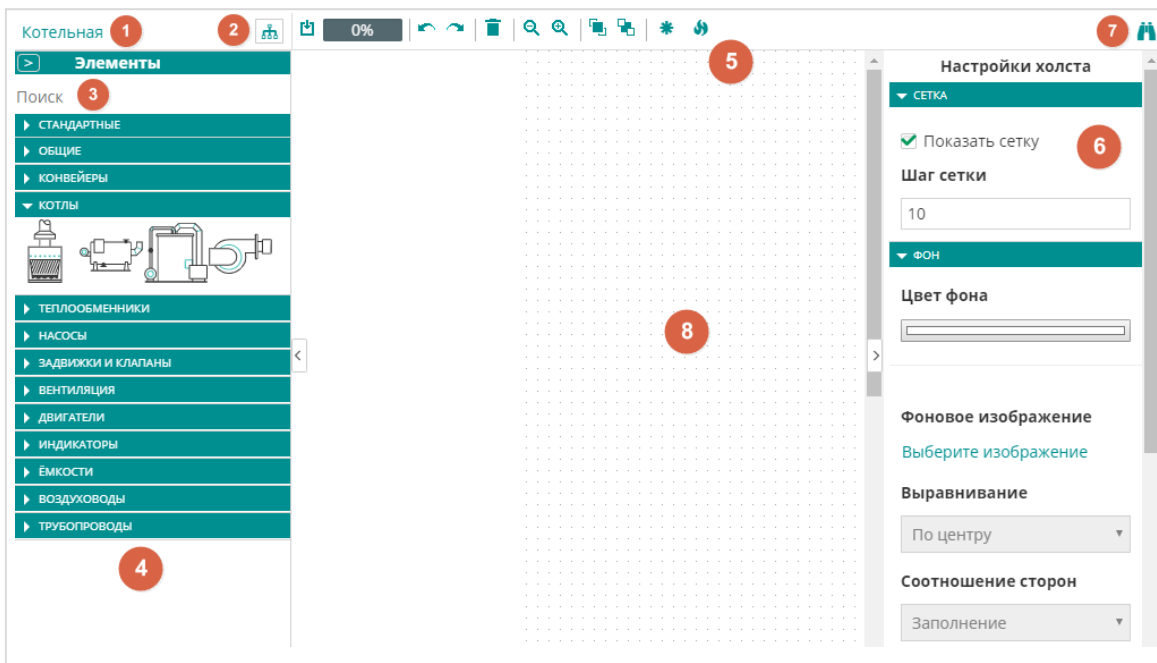 Котельная 1
2
0%
7
> Элементы
Поиск 3
СТАНДАРТНЫЕ
ОБЩИЕ
КОНВЕЙЕРЫ
КОТЛЫ
ТЕПЛООБМЕННИКИ
НАСОСЫ
ЗАДВИЖКИ И КЛАПАНЫ
ВЕНТИЛЯЦИЯ
ДВИГАТЕЛИ
ИНДИКАТОРЫ
ЁМКОСТИ
ВОЗДУХОВОДЫ
ТРУБОПРОВОДЫ
4
5
8
Настройки холста
СЕТКА
Показать сетку
6
Шаг сетки
10
ФОН
Цвет фона
Фоновое изображение
Выберите изображение
Выравнивание
По центру
Соотношение сторон
Заполнение